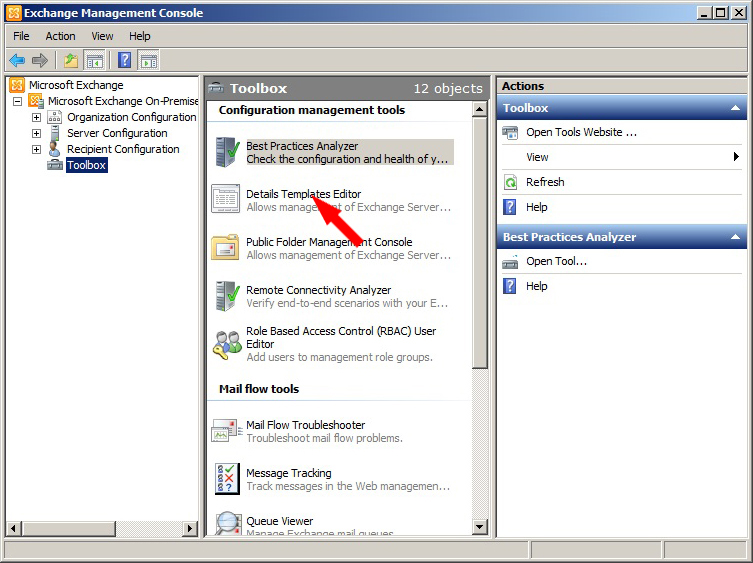 Exchange Management Console
File Action View Help
Microsoft Exchange
Microsoft Exchange On-Premise
Organization Configuration
Server Configuration
Recipient Configuration
Toolbox
Toolbox 12 objects
Configuration management tools
Best Practices Analyzer
Check the configuration and health of y...
Details Templates Editor
Allows management of Exchange Server...
Public Folder Management Console
Allows management of Exchange Server...
Remote Connectivity Analyzer
Verify end-to-end scenarios with your E...
Role Based Access Control (RBAC) User
Editor
Add users to management role groups.
Mail flow tools
Mail Flow Troubleshooter
Troubleshoot mail flow problems.
Message Tracking
Track messages in the Web managemen...
Queue Viewer
Manage Exchange mail queues.
Actions
Toolbox
Open Tools Website ...
View
Refresh
Help
Best Practices Analyzer
Open Tool...
Help